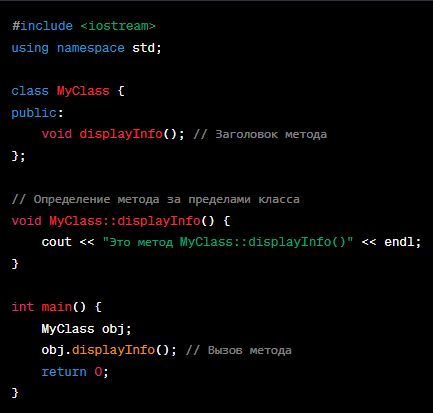 #include <iostream>
using namespace std;
class MyClass {
public:
    void displayInfo(); // Заголовок метода
};
// Определение метода за пределами класса
void MyClass::displayInfo() {
    cout << "Это метод MyClass::displayInfo()" << endl;
}
int main() {
    MyClass obj;
    obj.displayInfo(); // Вызов метода
    return 0;
}